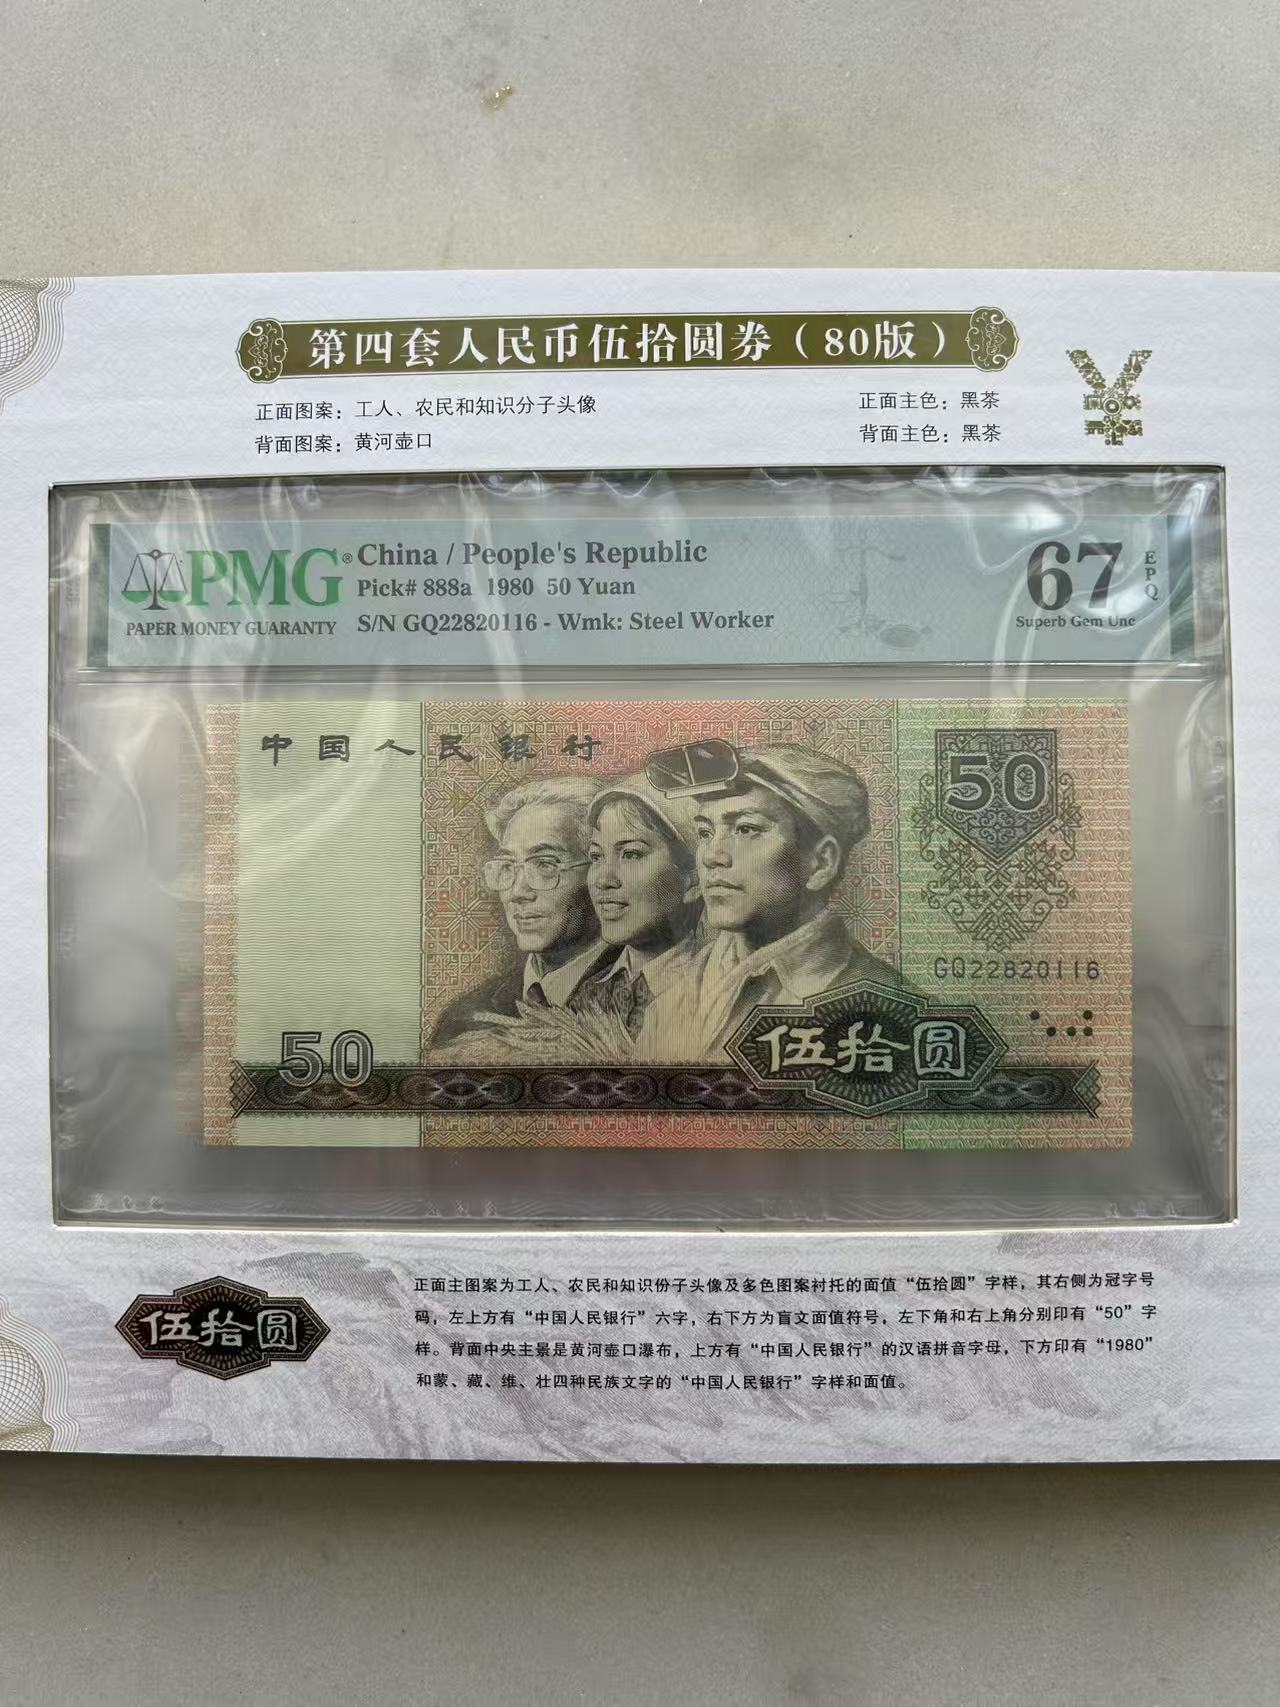 第四套人民币伍拾圆券（80版）
正面图案：工人、农民和知识分子头像
背面图案：黄河壶口
正面主色：黑茶
背面主色：黑茶
PMG®
PAPER MONEY GUARANTY
China / People's Republic
Pick# 888a 1980 50 Yuan
S/N GQ22820116 - Wmk: Steel Worker
67 EPQ
Superb Gem Unc
中国人民银行
50
GQ22820116
50
伍拾圆
伍拾圆
正面主图案为工人、农民和知识份子头像及多色图案衬托的面值“伍拾圆”字样，其右侧为冠字号
码，左上方有“中国人民银行”六字，右下方为盲文面值符号，左下角和右上角分别印有“50”字
样。背面中央主景是黄河壶口瀑布，上方有“中国人民银行”的汉语拼音字母，下方印有“1980”
和蒙、藏、维、壮四种民族文字的“中国人民银行”字样和面值。